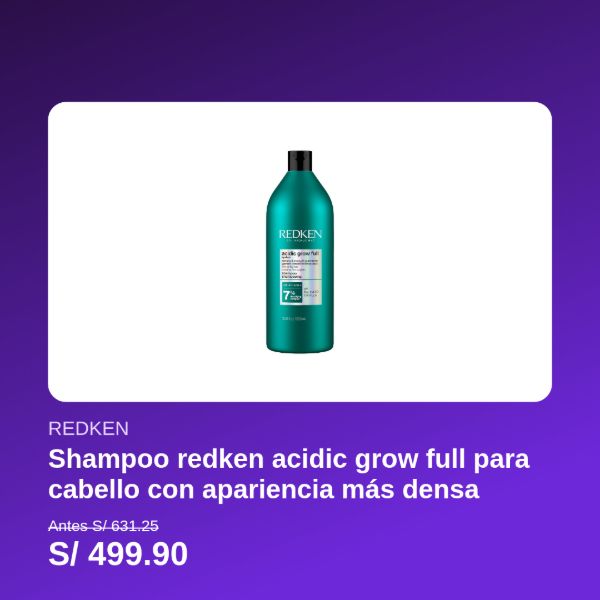 REDKEN
acidic grow full
7%
REDKEN
Shampoo redken acidic grow full para
cabello con apariencia más densa
Antes S/ 631.25
S/ 499.90